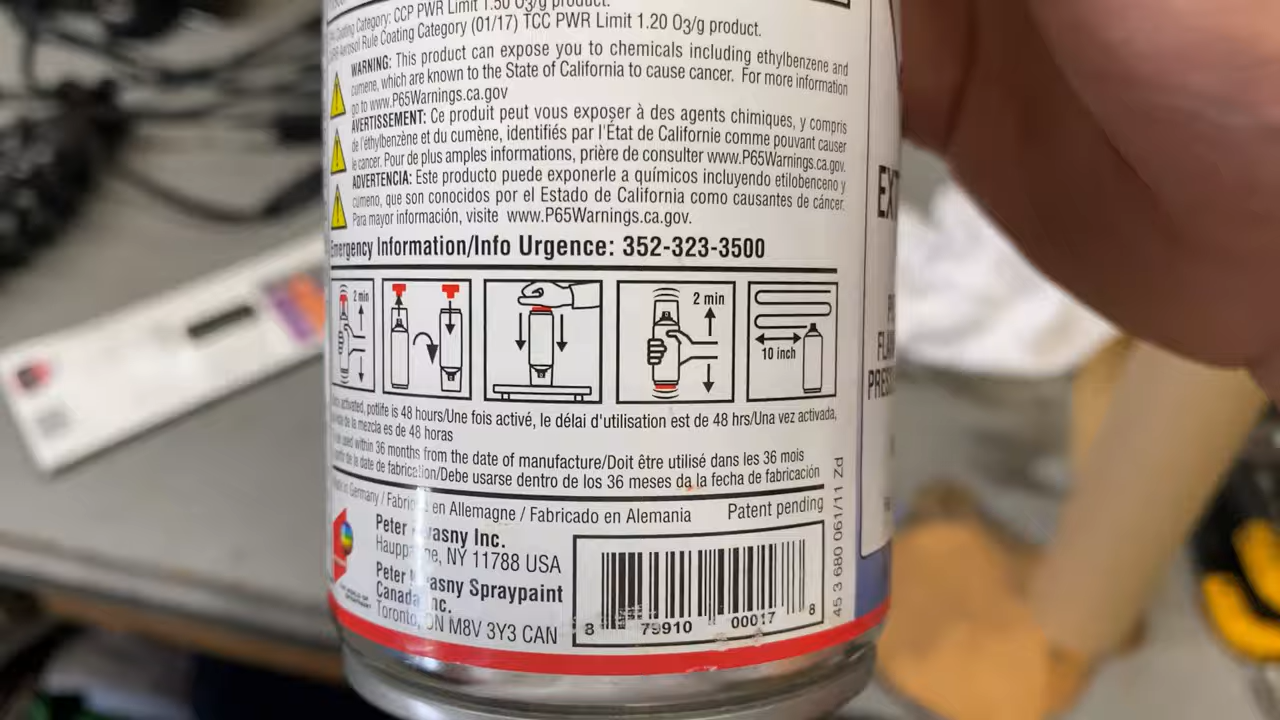 Coating Category: CCP PWR Limit 1.50 O3/g product.
Aerosol Rule Coating Category (01/17) TCC PWR Limit 1.20 O3/g product.
WARNING: This product can expose you to chemicals including ethylbenzene and
cumene, which are known to the State of California to cause cancer. For more information
go to www.P65Warnings.ca.gov
AVERTISSEMENT: Ce produit peut vous exposer à des agents chimiques, y compris
de l'éthylbenzène et du cumène, identifiés par l'État de Californie comme pouvant causer
le cancer. Pour de plus amples informations, prière de consulter www.P65Warnings.ca.gov.
ADVERTENCIA: Este producto puede exponerle a químicos incluyendo etilobenceno y
cumeno, que son conocidos por el Estado de California como causantes de cáncer.
Para mayor información, visite www.P65Warnings.ca.gov.
Emergency Information/Info Urgence: 352-323-3500
2 min
2 min
10 inch
activated, potlife is 48 hours/Une fois activé, le délai d'utilisation est de 48 hrs/Una vez activada,
de la mezcla es de 48 horas
used within 36 months from the date of manufacture/Doit être utilisé dans les 36 mois
de la date de fabrication/Debe usarse dentro de los 36 meses da la fecha de fabricación
Germany / Fabriqué en Allemagne / Fabricado en Alemania Patent pending
Peter Kwasny Inc.
Hauppauge, NY 11788 USA
Peter Kwasny Spraypaint
Canada Inc.
Toronto, ON M8V 3Y3 CAN
8 79910 00017 8
45 3 680 061/11 Zd
EXT
FLA
PRESS